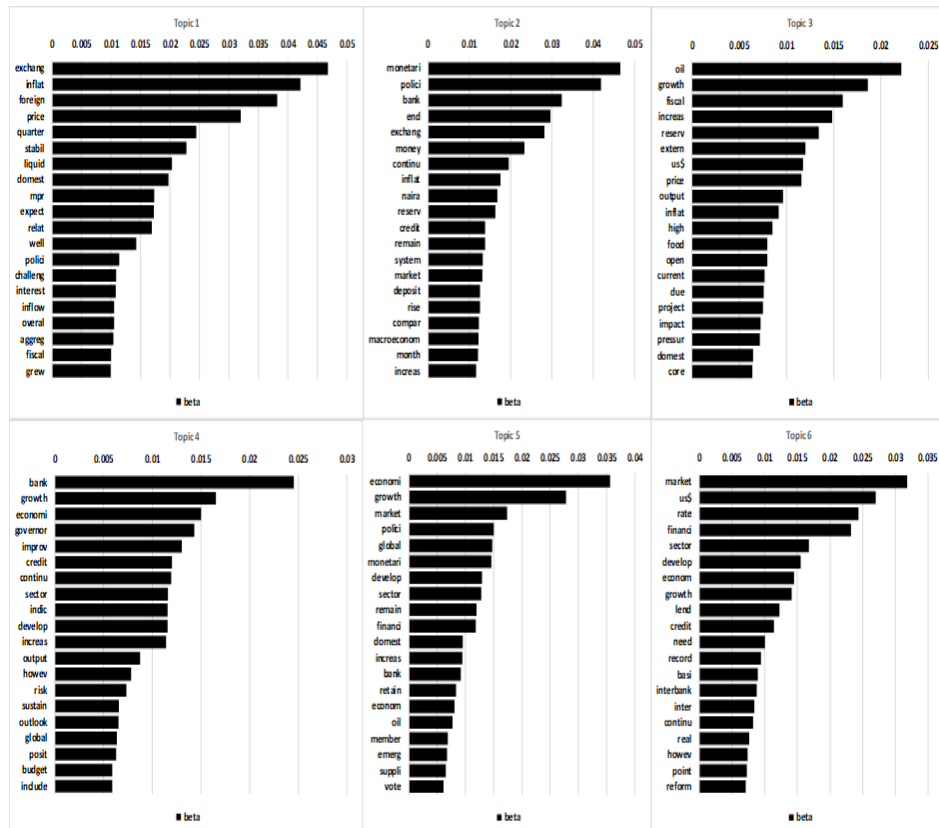 Topic 1
0 0.005 0.01 0.015 0.02 0.025 0.03 0.035 0.04 0.045 0.05
exchang
inflat
foreign
price
quarter
stabil
liquid
domest
mpr
expect
relat
well
polici
challeng
interest
inflow
overal
aggreg
fiscal
grew
beta
Topic 2
0 0.01 0.02 0.03 0.04 0.05
monetari
polici
bank
end
exchang
money
continu
inflat
naira
reserv
credit
remain
system
market
deposit
rise
compar
macroeconom
month
increas
beta
Topic 3
0 0.005 0.01 0.015 0.02 0.025
oil
growth
fiscal
increas
reserv
extern
us$
price
output
inflat
high
food
open
current
due
project
impact
pressur
domest
core
beta
Topic 4
0 0.005 0.01 0.015 0.02 0.025 0.03
bank
growth
economi
governor
improv
credit
continu
sector
indic
develop
increas
output
howev
risk
sustain
outlook
global
posit
budget
include
beta
Topic 5
0 0.005 0.01 0.015 0.02 0.025 0.03 0.035 0.04
economi
growth
market
polici
global
monetari
develop
sector
remain
financi
domest
increas
bank
retain
econom
oil
member
emerg
suppli
vote
beta
Topic 6
0 0.005 0.01 0.015 0.02 0.025 0.03 0.035
market
us$
rate
financi
sector
develop
econom
growth
lend
credit
need
record
basi
interbank
inter
continu
real
howev
point
reform
beta